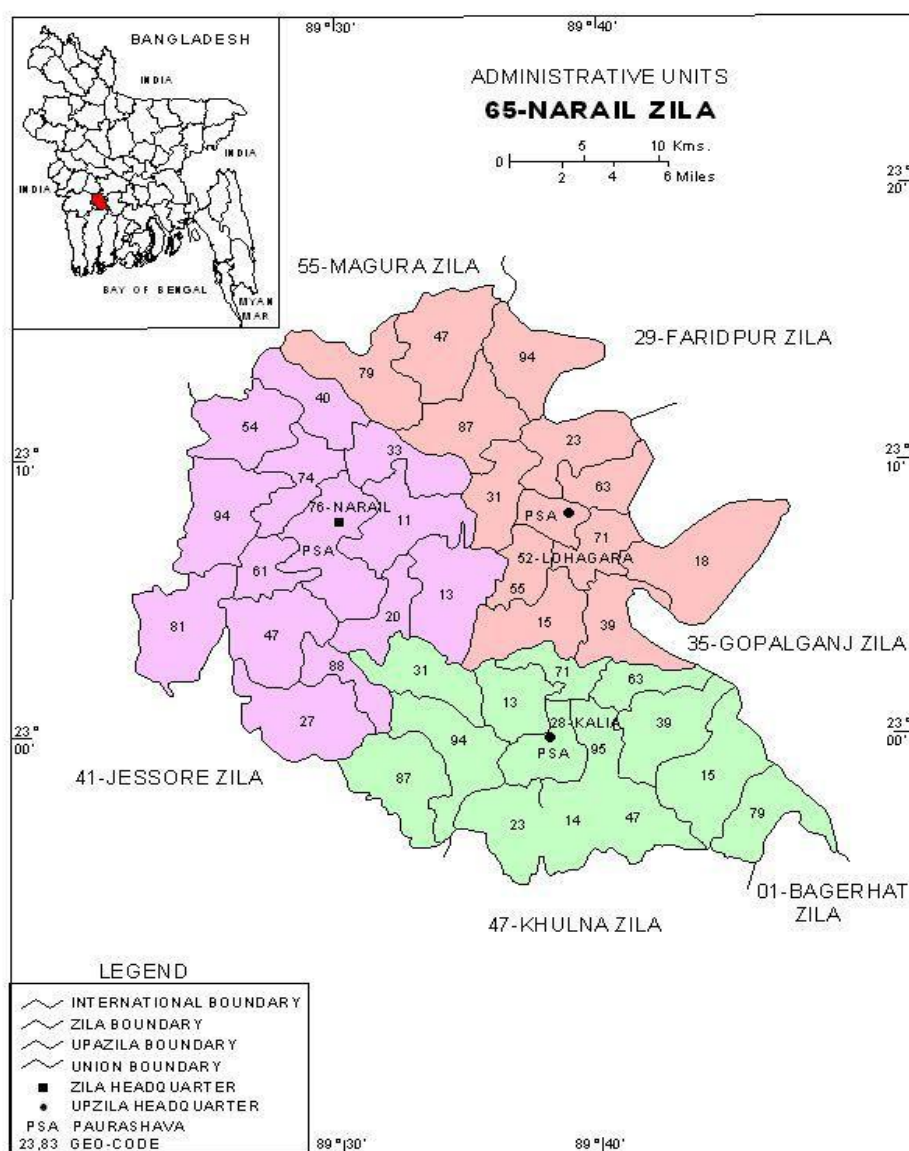 89°30'
89°40'
BANGLADESH
INDIA
INDIA
INDIA
BAY OF BENGAL
MYAN
MAR
ADMINISTRATIVE UNITS
65-NARAIL ZILA
5 10 Kms.
0
2 4 6 Miles
23°
20'
55-MAGURA ZILA
29-FARIDPUR ZILA
47
94
79
40
54
87
23
23°
10'
23°
10'
33
74
31
63
94
76-NARAIL
11
PSA
71
PSA
52-LOHAGARA
18
61
55
13
81
20
15
39
47
35-GOPALGANJ ZILA
88
31
71
63
13
27
28-KALIA
39
23°
00'
23°
00'
94
PSA
95
41-JESSORE ZILA
87
15
23
14
47
79
01-BAGERHAT
ZILA
47-KHULNA ZILA
LEGEND
INTERNATIONAL BOUNDARY
ZILA BOUNDARY
UPAZILA BOUNDARY
UNION BOUNDARY
ZILA HEADQUARTER
UPZILA HEADQUARTER
PSA PAURASHAVA
23,83 GEO-CODE
89°30'
89°40'